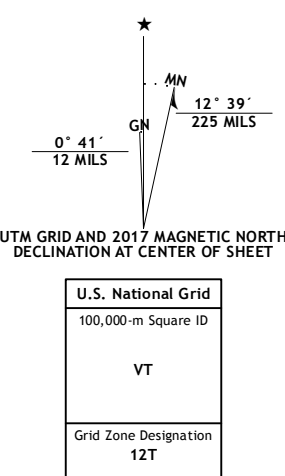 MN
12° 39´
225 MILS
GN
0° 41´
12 MILS
UTM GRID AND 2017 MAGNETIC NORTH
DECLINATION AT CENTER OF SHEET
U.S. National Grid
100,000-m Square ID
VT
Grid Zone Designation
12T